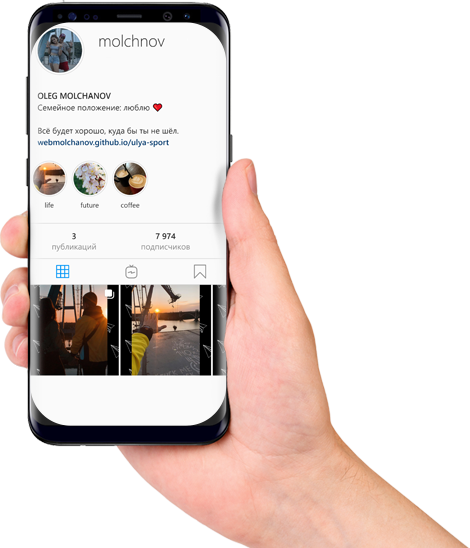 molchnov
OLEG MOLCHANOV
Семейное положение: люблю ❤️
Всё будет хорошо, куда бы ты не шёл.
webmolchanov.github.io/ulya-sport
life future coffee
3 7 974
публикаций подписчиков